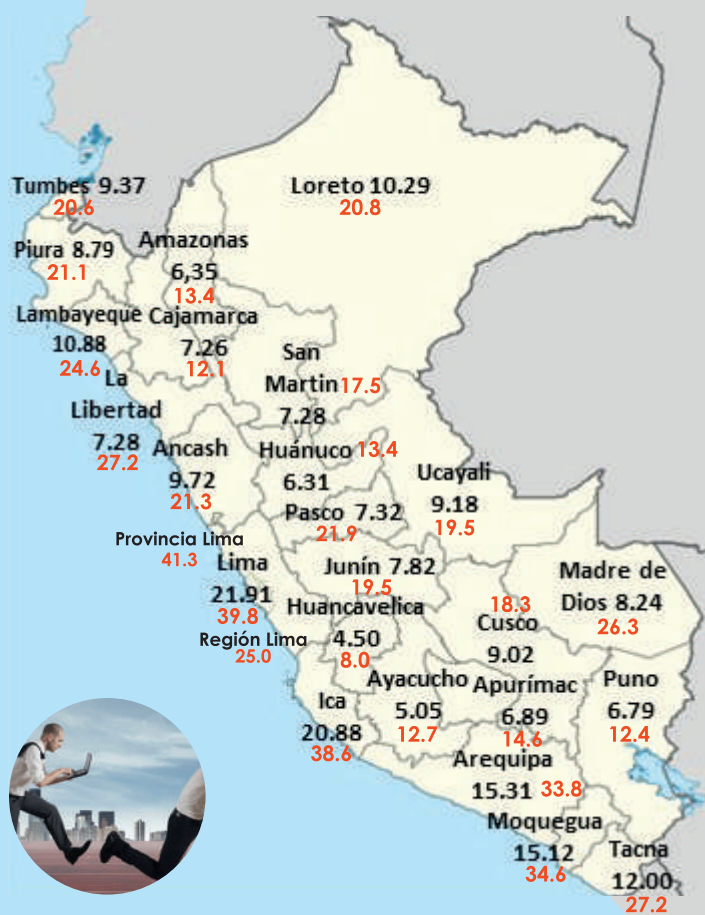 Tumbes 9.37
20.6
Loreto 10.29
20.8
Piura 8.79
21.1
Amazonas
6,35
13.4
Lambayeque
10.88
24.6
Cajamarca
7.26
12.1
San
Martin 17.5
7.28
La
Libertad
7.28
27.2
Ancash
9.72
21.3
Huánuco 13.4
6.31
Ucayali
9.18
19.5
Pasco 7.32
21.9
Provincia Lima
41.3
Lima
21.91
39.8
Región Lima
25.0
Junín 7.82
19.5
Huancavelica
4.50
8.0
Madre de
Dios 8.24
26.3
18.3
Cusco
9.02
Ica
20.88
38.6
Ayacucho
5.05
12.7
Apurímac
6.89
14.6
Puno
6.79
12.4
Arequipa
15.31 33.8
Moquegua
15.12
34.6
Tacna
12.00
27.2